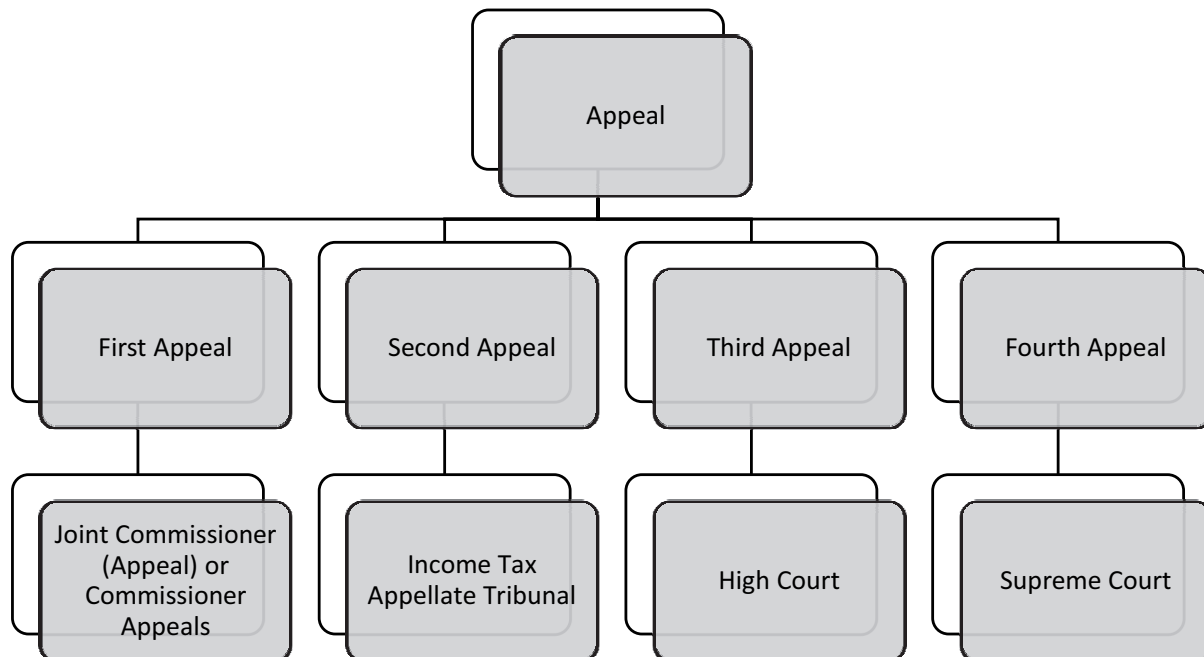 Appeal
First Appeal
Second Appeal
Third Appeal
Fourth Appeal
Joint Commissioner
(Appeal) or
Commissioner
Appeals
Income Tax
Appellate Tribunal
High Court
Supreme Court